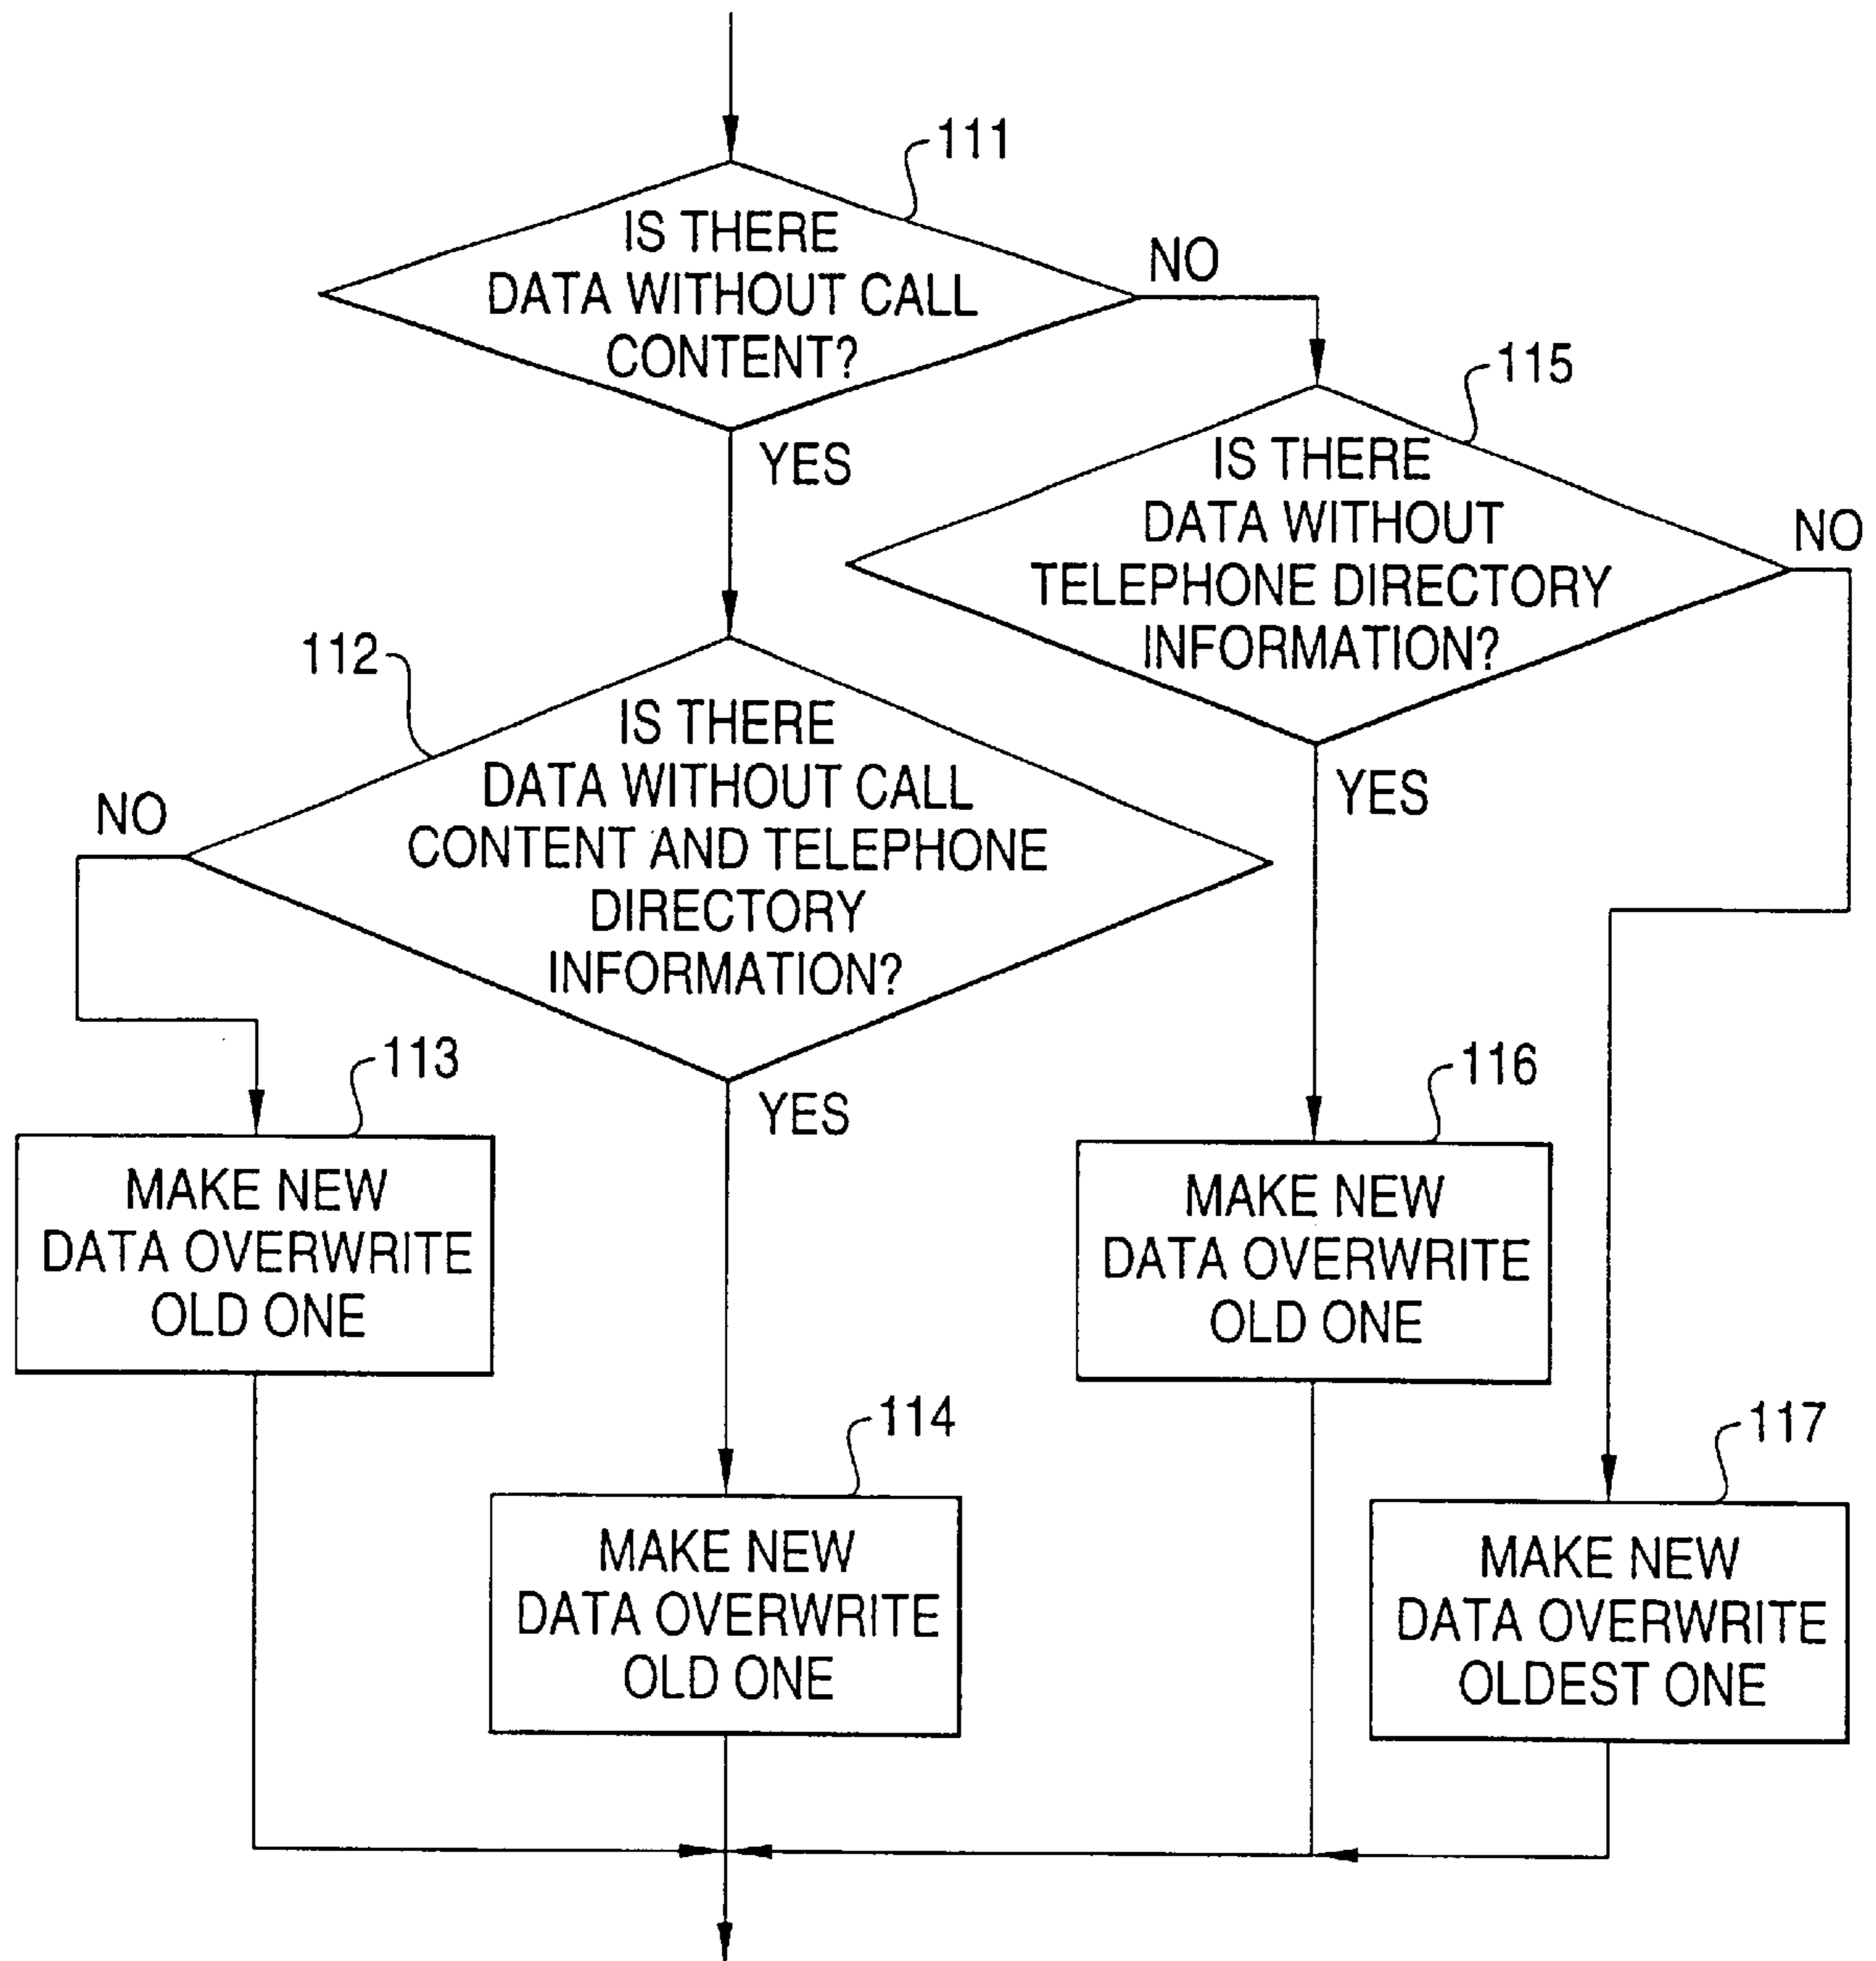 111
IS THERE
DATA WITHOUT CALL
CONTENT?
NO
YES
115
IS THERE
DATA WITHOUT
TELEPHONE DIRECTORY
INFORMATION?
NO
YES
112
IS THERE
DATA WITHOUT CALL
CONTENT AND TELEPHONE
DIRECTORY
INFORMATION?
NO
YES
113
MAKE NEW
DATA OVERWRITE
OLD ONE
116
MAKE NEW
DATA OVERWRITE
OLD ONE
114
MAKE NEW
DATA OVERWRITE
OLD ONE
117
MAKE NEW
DATA OVERWRITE
OLDEST ONE